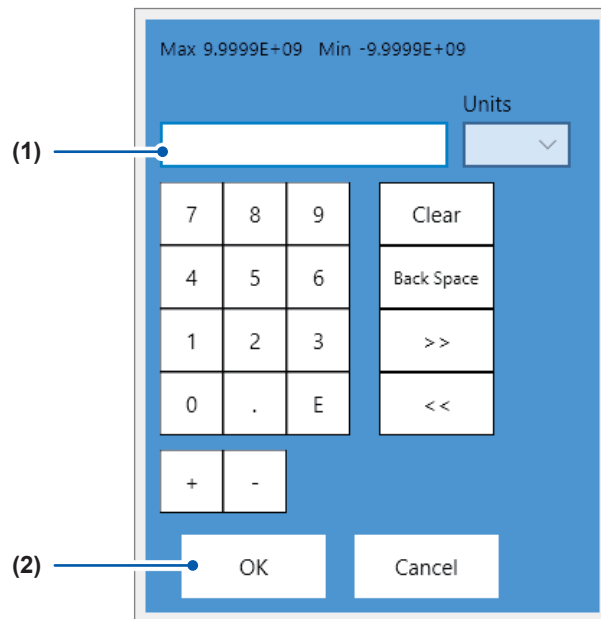 Max 9.9999E+09 Min -9.9999E+09
Units
(1)
7 8 9 Clear
4 5 6 Back Space
1 2 3 >>
0 . E <<
+ -
(2) OK Cancel